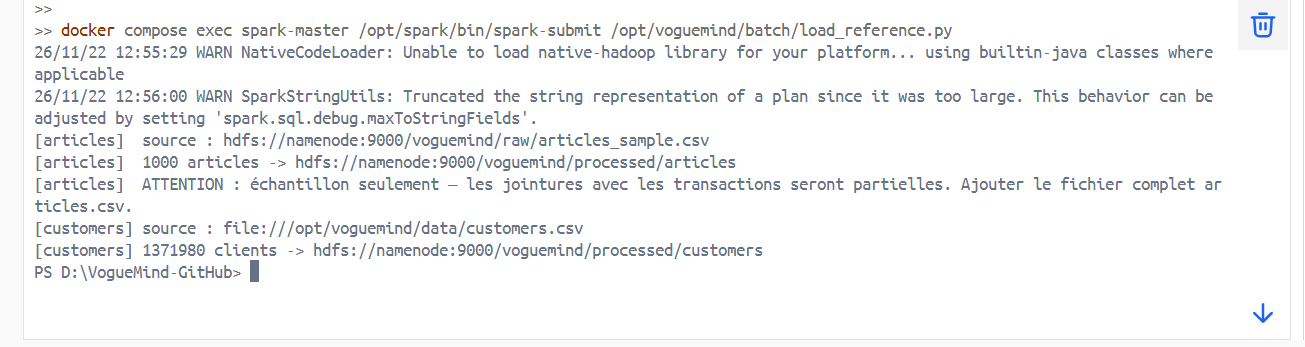 >>
>> docker compose exec spark-master /opt/spark/bin/spark-submit /opt/voguemind/batch/load_reference.py
26/11/22 12:55:29 WARN NativeCodeLoader: Unable to load native-hadoop library for your platform... using builtin-java classes where
applicable
26/11/22 12:56:00 WARN SparkStringUtils: Truncated the string representation of a plan since it was too large. This behavior can be
adjusted by setting 'spark.sql.debug.maxToStringFields'.
[articles]  source : hdfs://namenode:9000/voguemind/raw/articles_sample.csv
[articles]  1000 articles -> hdfs://namenode:9000/voguemind/processed/articles
[articles]  ATTENTION : échantillon seulement — les jointures avec les transactions seront partielles. Ajouter le fichier complet ar
ticles.csv.
[customers] source : file:///opt/voguemind/data/customers.csv
[customers] 1371980 clients -> hdfs://namenode:9000/voguemind/processed/customers
PS D:\VogueMind-GitHub>